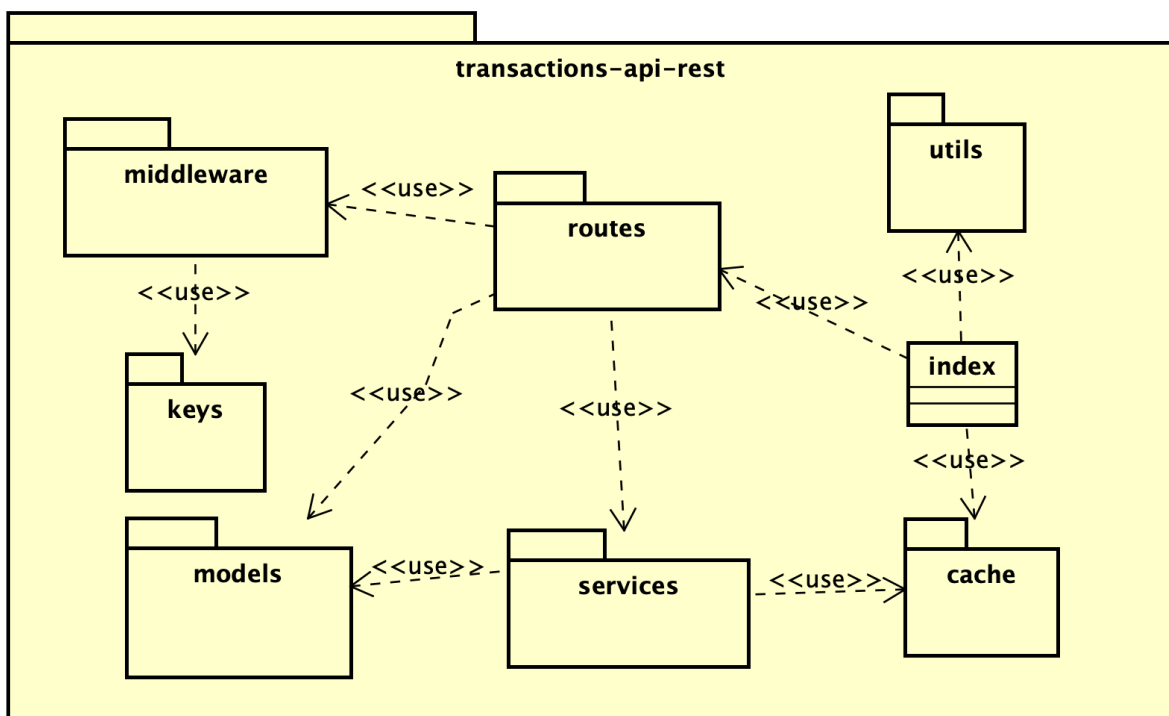 transactions-api-rest
utils
middleware
<<use>>
routes
<<use>>
<<use>>
<<use>>
index
keys
<<use>>
<<use>>
<<use>>
models
<<use>>
services
<<use>>
cache